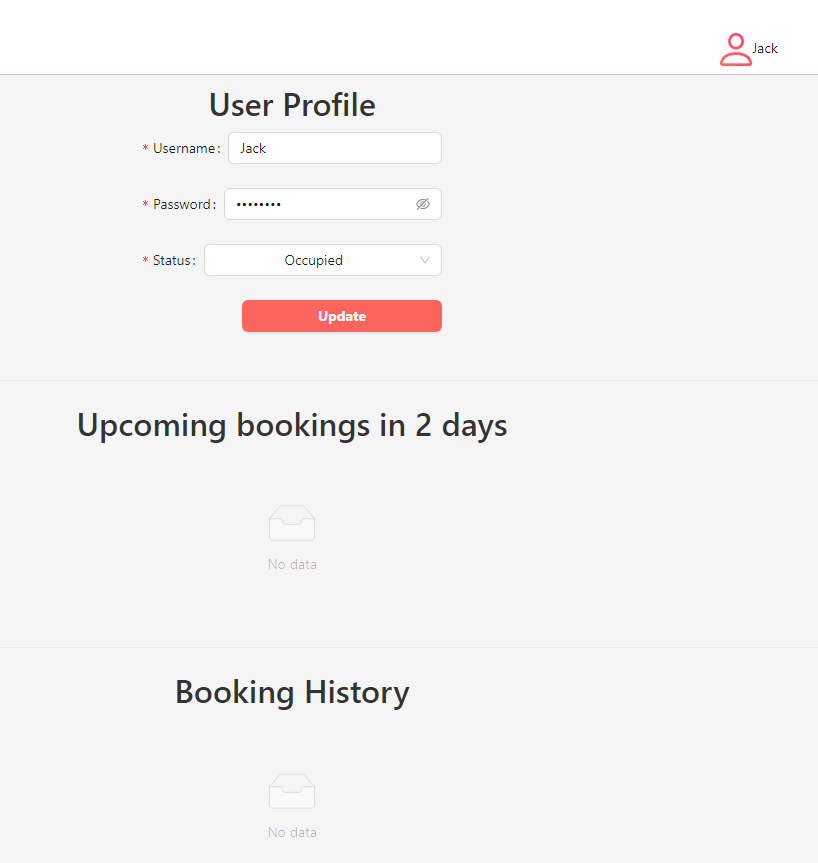 Jack
User Profile
* Username: Jack
* Password: ••••••••
* Status: Occupied
Update
Upcoming bookings in 2 days
No data
Booking History
No data